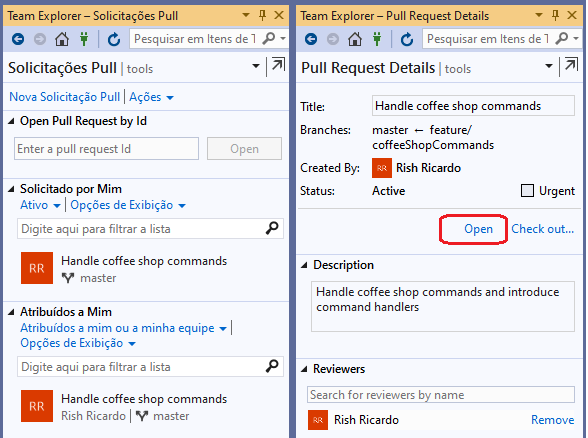 Team Explorer – Solicitações Pull
Pesquisar em Itens de T
Solicitações Pull | tools
Nova Solicitação Pull | Ações
Open Pull Request by Id
Enter a pull request Id
Open
Solicitado por Mim
Ativo | Opções de Exibição
Digite aqui para filtrar a lista
RR
Handle coffee shop commands
master
Atribuídos a Mim
Atribuídos a mim ou a minha equipe |
Opções de Exibição
Digite aqui para filtrar a lista
RR
Handle coffee shop commands
Rish Ricardo | master
Team Explorer – Pull Request Details
Pesquisar em Itens de T
Pull Request Details | tools
Title: Handle coffee shop commands
Branches: master ← feature/
coffeeShopCommands
Created By: RR Rish Ricardo
Status: Active Urgent
Open | Check out...
Description
Handle coffee shop commands and introduce
command handlers
Reviewers
Search for reviewers by name
RR Rish Ricardo Remove